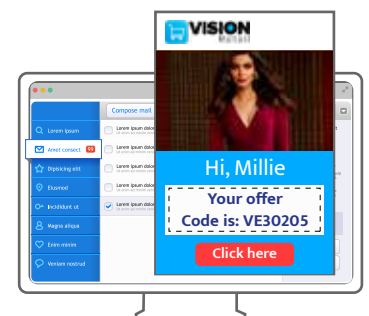 VISION
Compose mail
Lorem ipsum
Lorem ipsum dolor
Amet consect
Lorem ipsum dolor
Dipisicing elit
Lorem ipsum dolor
Eiusmod
Lorem ipsum dolor
Incididunt ut
Lorem ipsum dolor
Magna aliqua
Enim minim
Veniam nostrud
Hi, Millie
Your offer
Code is: VE30205
Click here